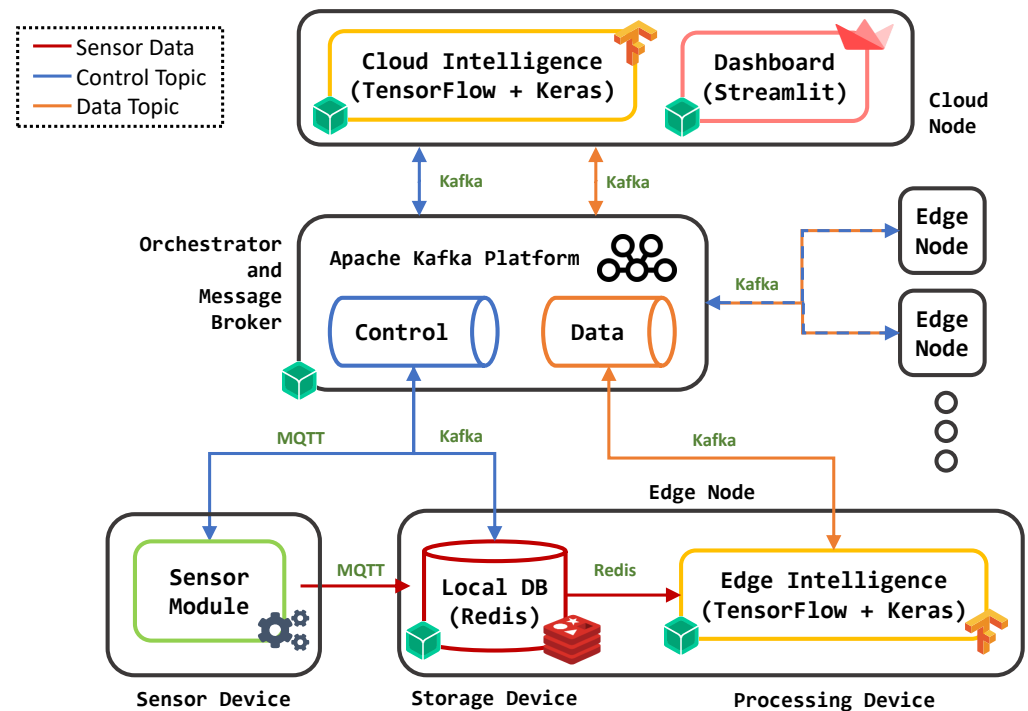 Sensor Data
Control Topic
Data Topic
Cloud Intelligence
(TensorFlow + Keras)
Dashboard
(Streamlit)
Cloud
Node
Kafka
Kafka
Orchestrator
and
Message
Broker
Apache Kafka Platform
Control
Data
Kafka
Edge
Node
Edge
Node
MQTT
Kafka
Kafka
Edge Node
Sensor
Module
MQTT
Local DB
(Redis)
Redis
Edge Intelligence
(TensorFlow + Keras)
Sensor Device
Storage Device
Processing Device